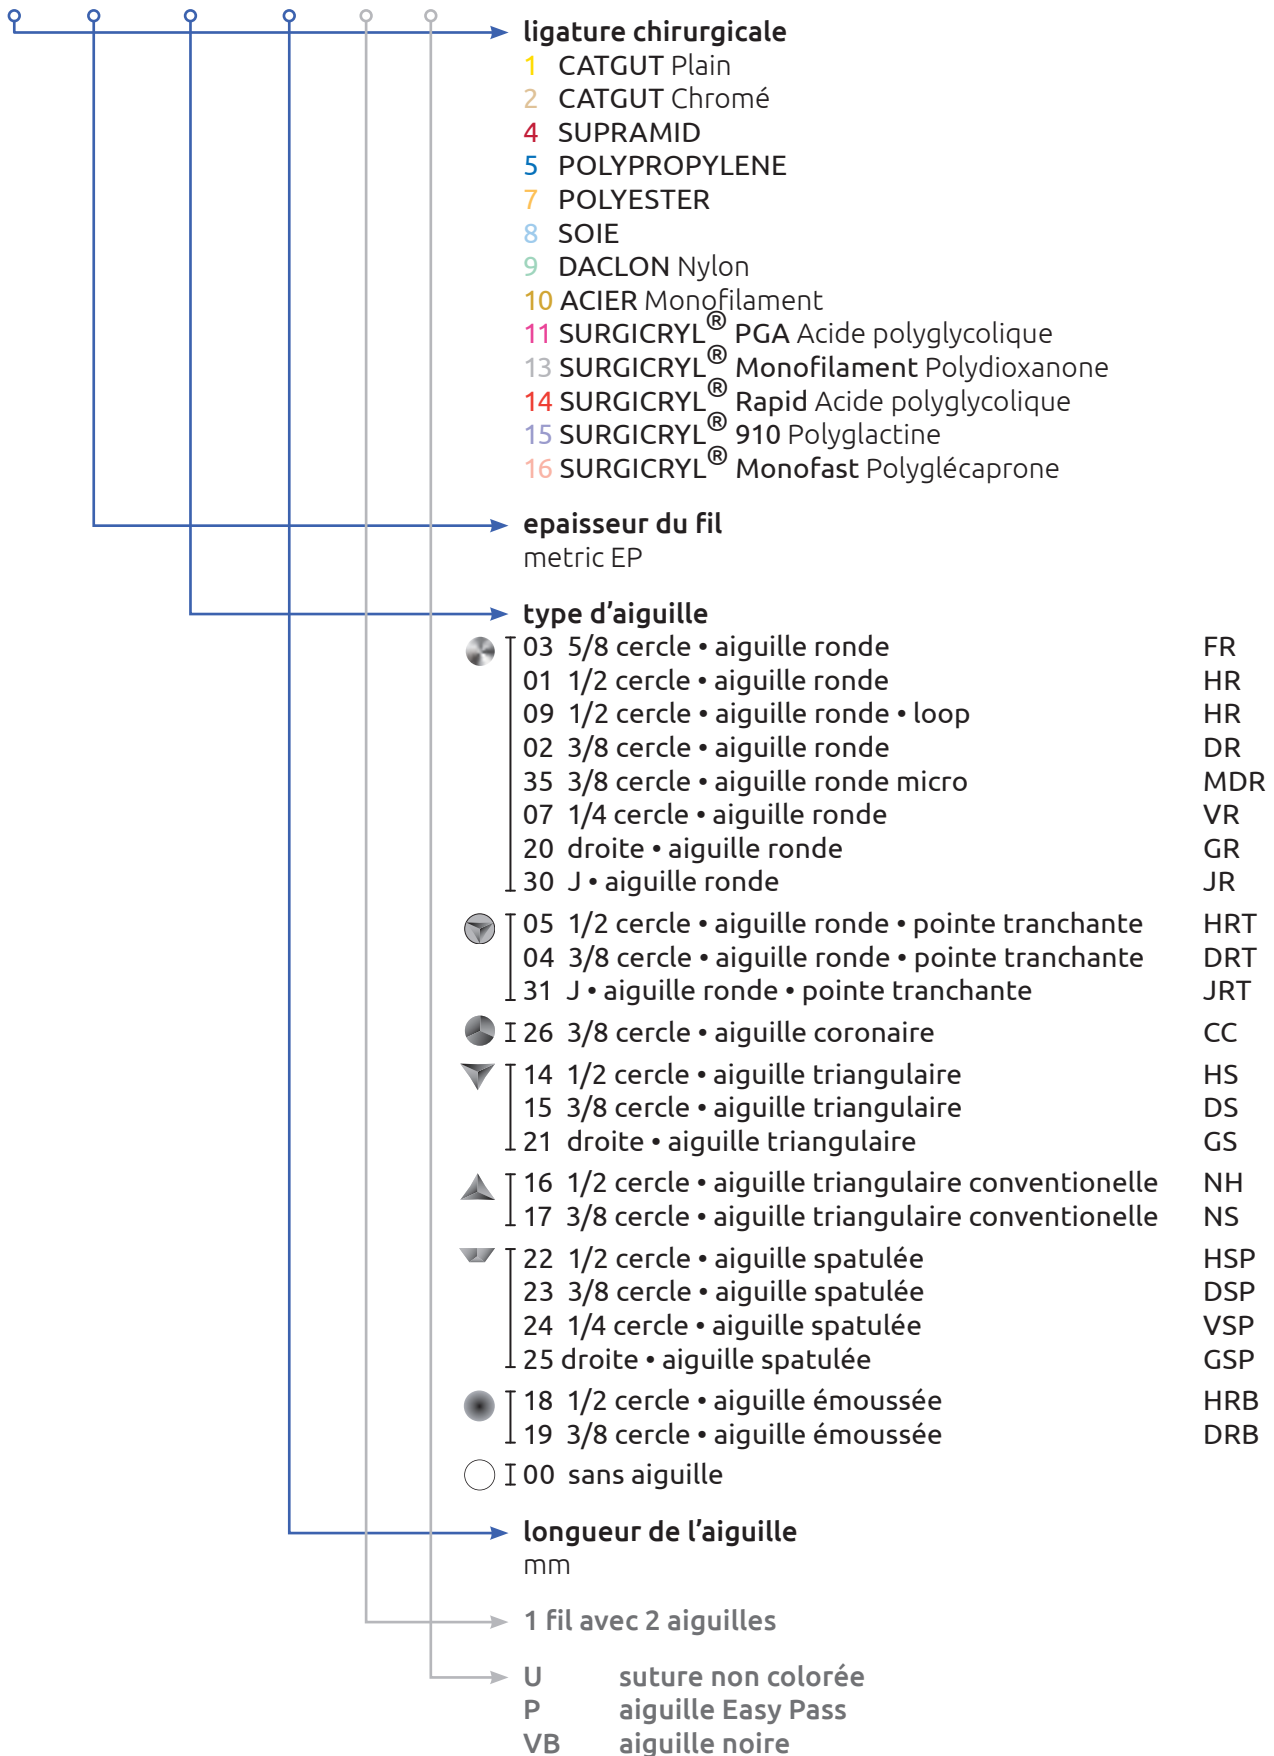 ligature chirurgicale
1 CATGUT Plain
2 CATGUT Chromé
4 SUPRAMID
5 POLYPROPYLENE
7 POLYESTER
8 SOIE
9 DACLON Nylon
10 ACIER Monofilament
11 SURGICRYL® PGA Acide polyglycolique
13 SURGICRYL® Monofilament Polydioxanone
14 SURGICRYL® Rapid Acide polyglycolique
15 SURGICRYL® 910 Polyglactine
16 SURGICRYL® Monofast Polyglécaprone
epaisseur du fil
metric EP
type d’aiguille
03 5/8 cercle • aiguille ronde FR
01 1/2 cercle • aiguille ronde HR
09 1/2 cercle • aiguille ronde • loop HR
02 3/8 cercle • aiguille ronde DR
35 3/8 cercle • aiguille ronde micro MDR
07 1/4 cercle • aiguille ronde VR
20 droite • aiguille ronde GR
30 J • aiguille ronde JR
05 1/2 cercle • aiguille ronde • pointe tranchante HRT
04 3/8 cercle • aiguille ronde • pointe tranchante DRT
31 J • aiguille ronde • pointe tranchante JRT
26 3/8 cercle • aiguille coronaire CC
14 1/2 cercle • aiguille triangulaire HS
15 3/8 cercle • aiguille triangulaire DS
21 droite • aiguille triangulaire GS
16 1/2 cercle • aiguille triangulaire conventionelle NH
17 3/8 cercle • aiguille triangulaire conventionelle NS
22 1/2 cercle • aiguille spatulée HSP
23 3/8 cercle • aiguille spatulée DSP
24 1/4 cercle • aiguille spatulée VSP
25 droite • aiguille spatulée GSP
18 1/2 cercle • aiguille émoussée HRB
19 3/8 cercle • aiguille émoussée DRB
00 sans aiguille
longueur de l’aiguille
mm
1 fil avec 2 aiguilles
U suture non colorée
P aiguille Easy Pass
VB aiguille noire